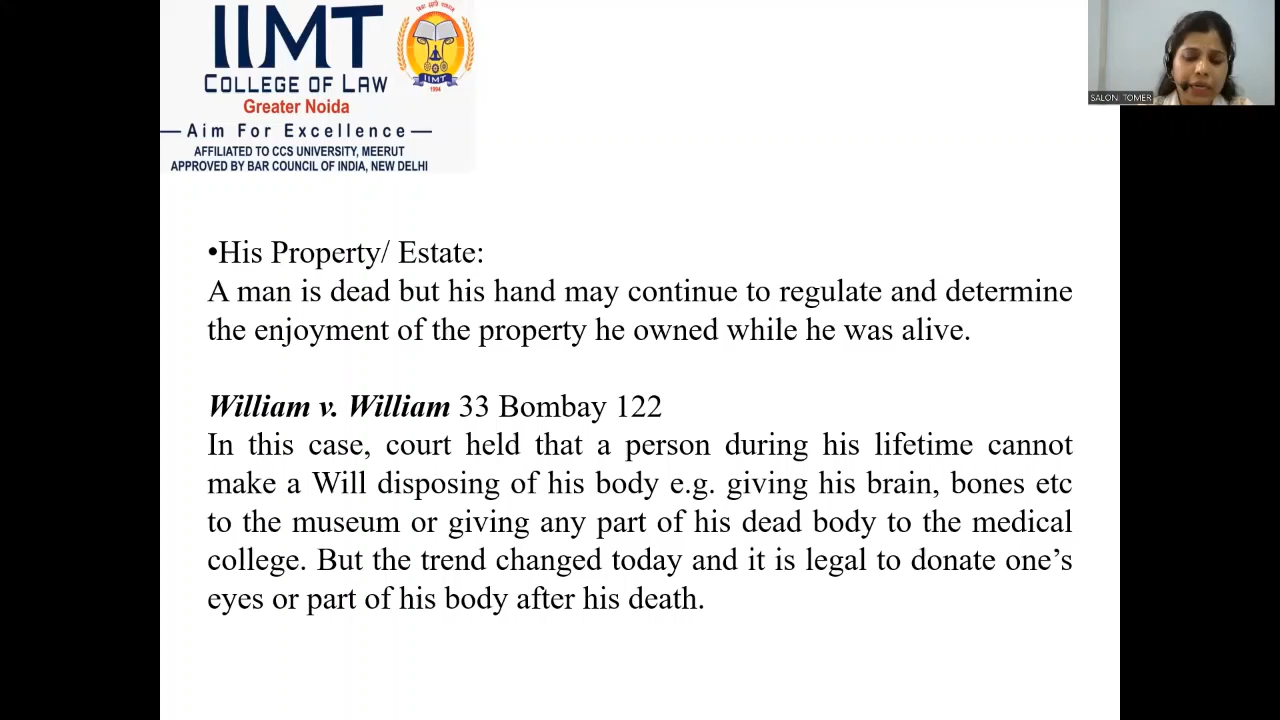 IIMT
COLLEGE OF LAW
Greater Noida
—Aim For Excellence—
AFFILIATED TO CCS UNIVERSITY, MEERUT
APPROVED BY BAR COUNCIL OF INDIA, NEW DELHI
IIMT
1994
SALONI TOMER
•His Property/ Estate:
A man is dead but his hand may continue to regulate and determine
the enjoyment of the property he owned while he was alive.
William v. William 33 Bombay 122
In this case, court held that a person during his lifetime cannot
make a Will disposing of his body e.g. giving his brain, bones etc
to the museum or giving any part of his dead body to the medical
college. But the trend changed today and it is legal to donate one’s
eyes or part of his body after his death.